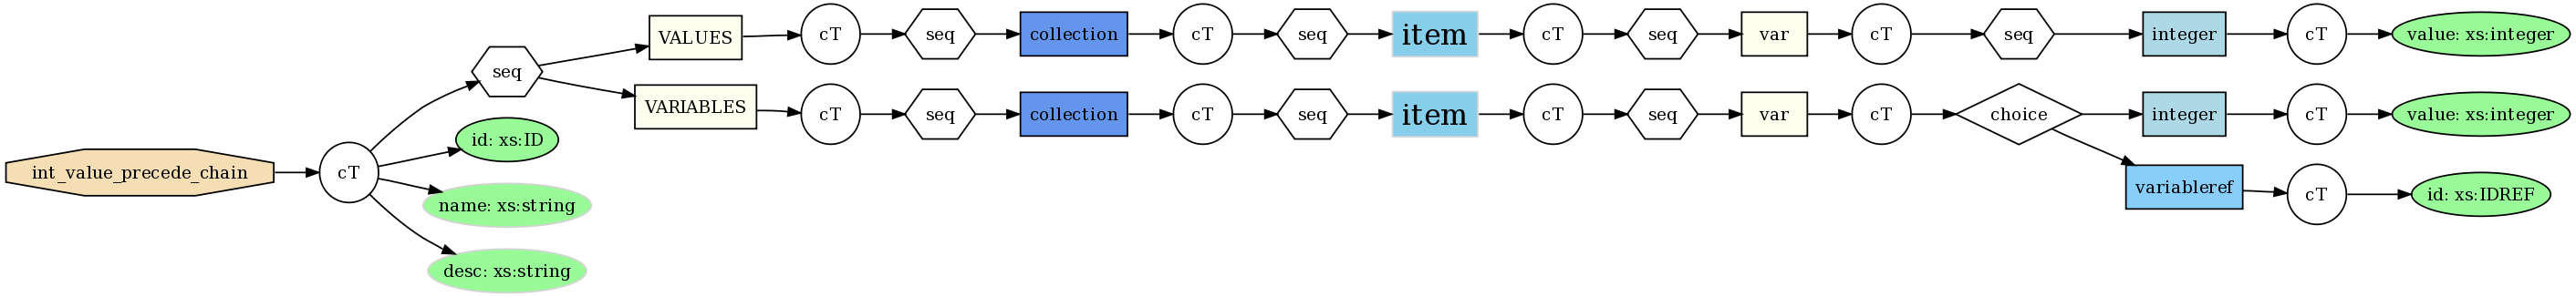 VALUES
cT
seq
collection
cT
seq
item
cT
seq
var
cT
seq
integer
cT
value: xs:integer
seq
VARIABLES
cT
seq
collection
cT
seq
item
cT
seq
var
cT
choice
integer
cT
value: xs:integer
id: xs:ID
int_value_precede_chain
cT
variableref
cT
id: xs:IDREF
name: xs:string
desc: xs:string